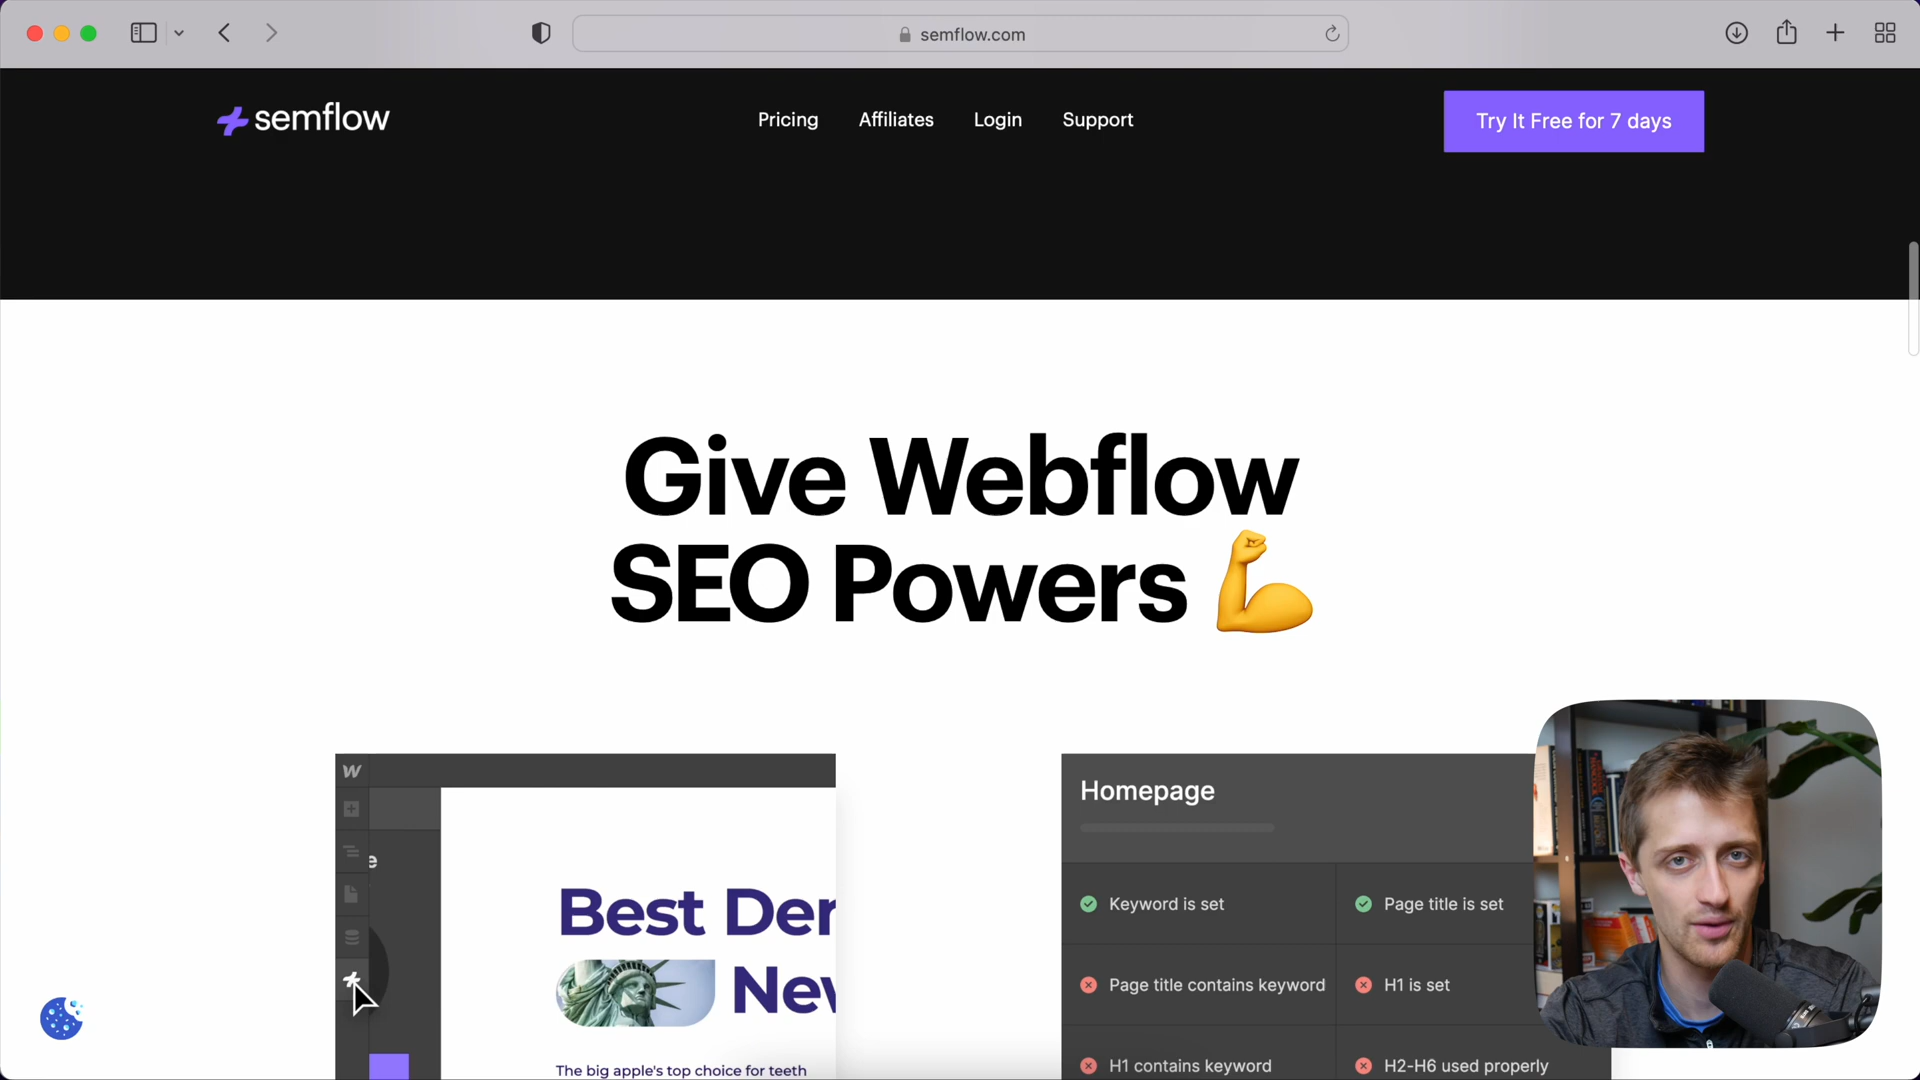 semflow.com
semflow
Pricing
Affiliates
Login
Support
Try It Free for 7 days
Give Webflow
SEO Powers 💪
W
e
Best Der
Nev
The big apple's top choice for teeth
Homepage
Keyword is set
Page title is set
Page title contains keyword
H1 is set
H1 contains keyword
H2-H6 used properly